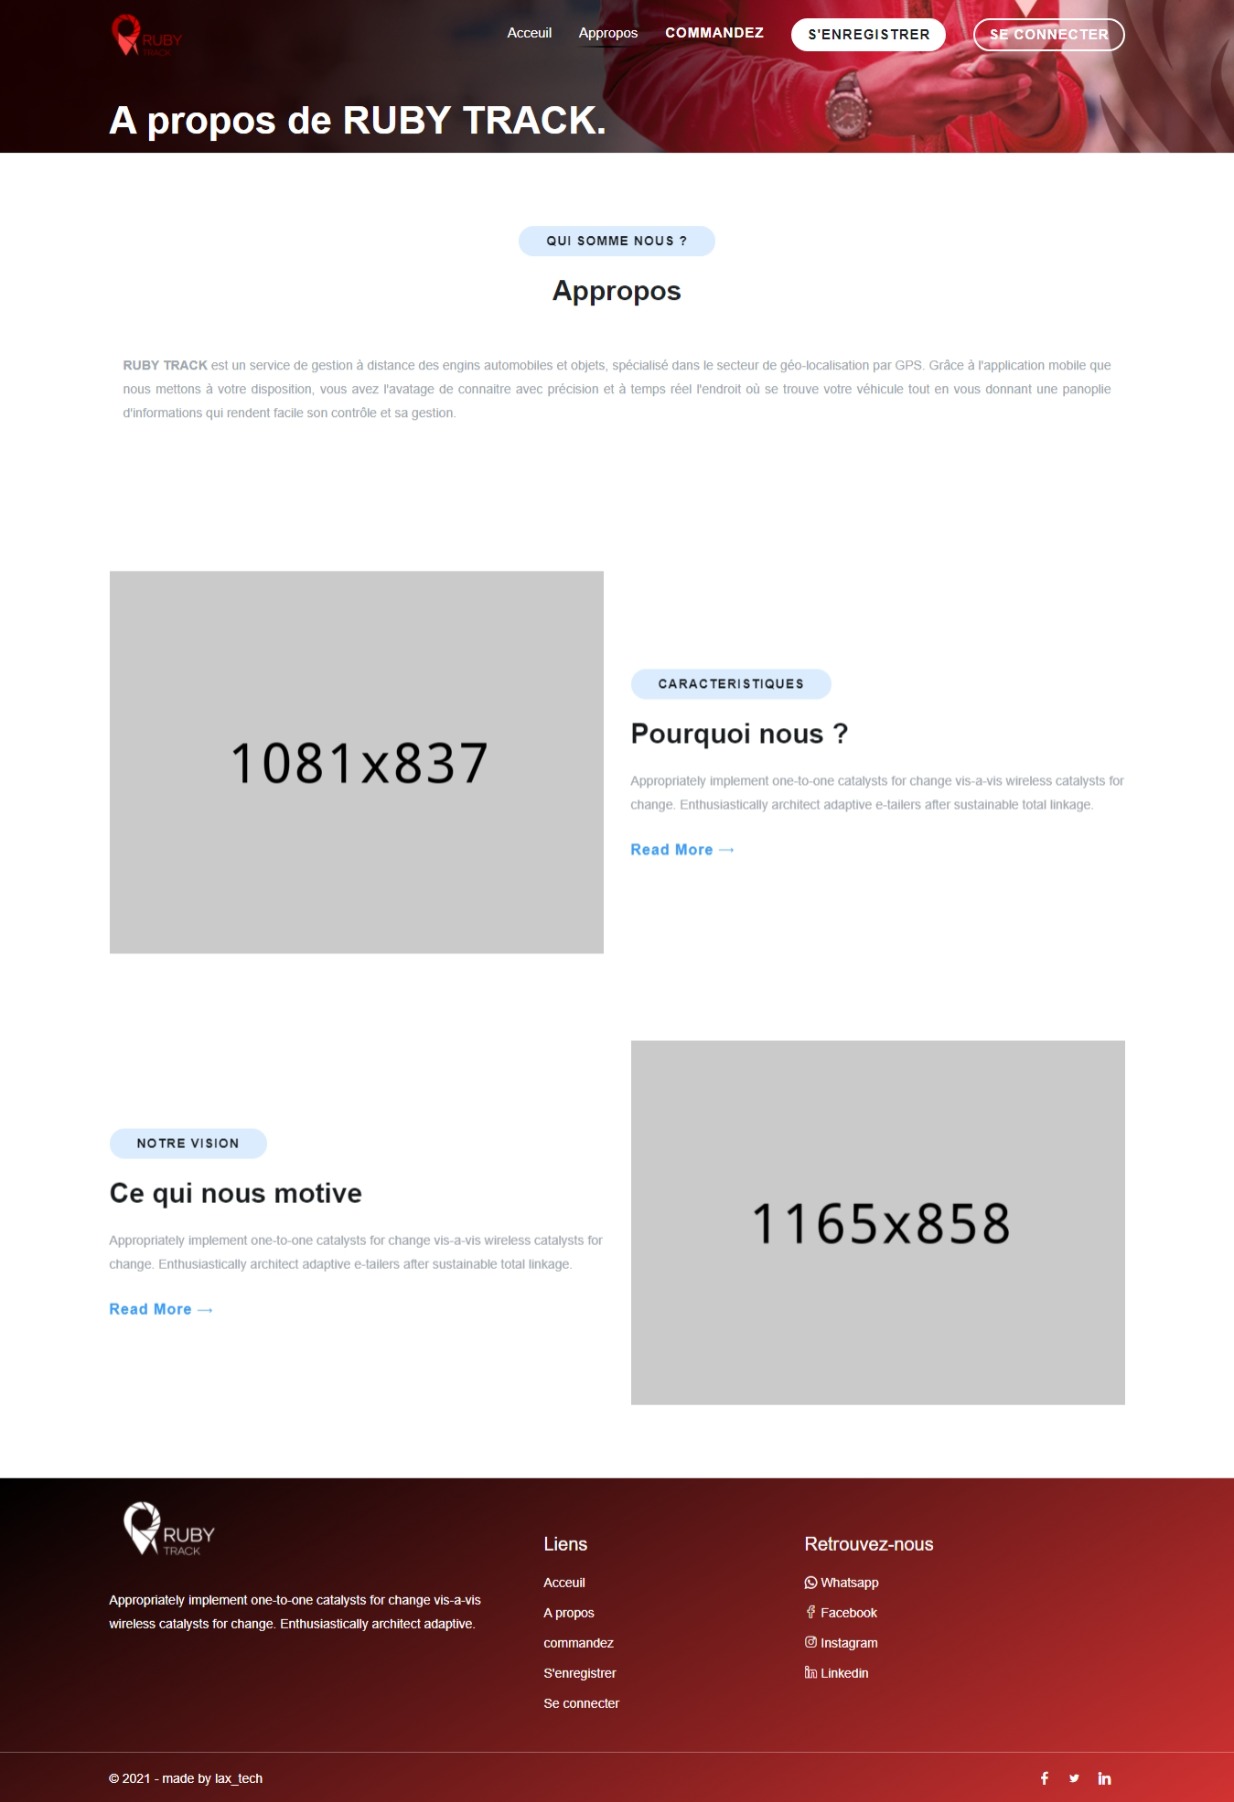 RUBY
TRACK
Acceuil
Appropos
COMMANDEZ
S'ENREGISTRER
SE CONNECTER
A propos de RUBY TRACK.
QUI SOMME NOUS ?
Appropos
RUBY TRACK est un service de gestion à distance des engins automobiles et objets, spécialisé dans le secteur de géo-localisation par GPS. Grâce à l'application mobile que
nous mettons à votre disposition, vous avez l'avatage de connaitre avec précision et à temps réel l'endroit où se trouve votre véhicule tout en vous donnant une panoplie
d'informations qui rendent facile son contrôle et sa gestion.
1081x837
CARACTERISTIQUES
Pourquoi nous ?
Appropriately implement one-to-one catalysts for change vis-a-vis wireless catalysts for
change. Enthusiastically architect adaptive e-tailers after sustainable total linkage.
Read More →
NOTRE VISION
Ce qui nous motive
Appropriately implement one-to-one catalysts for change vis-a-vis wireless catalysts for
change. Enthusiastically architect adaptive e-tailers after sustainable total linkage.
Read More →
1165x858
RUBY
TRACK
Appropriately implement one-to-one catalysts for change vis-a-vis
wireless catalysts for change. Enthusiastically architect adaptive.
Liens
Acceuil
A propos
commandez
S'enregistrer
Se connecter
Retrouvez-nous
Whatsapp
Facebook
Instagram
Linkedin
© 2021 - made by lax_tech